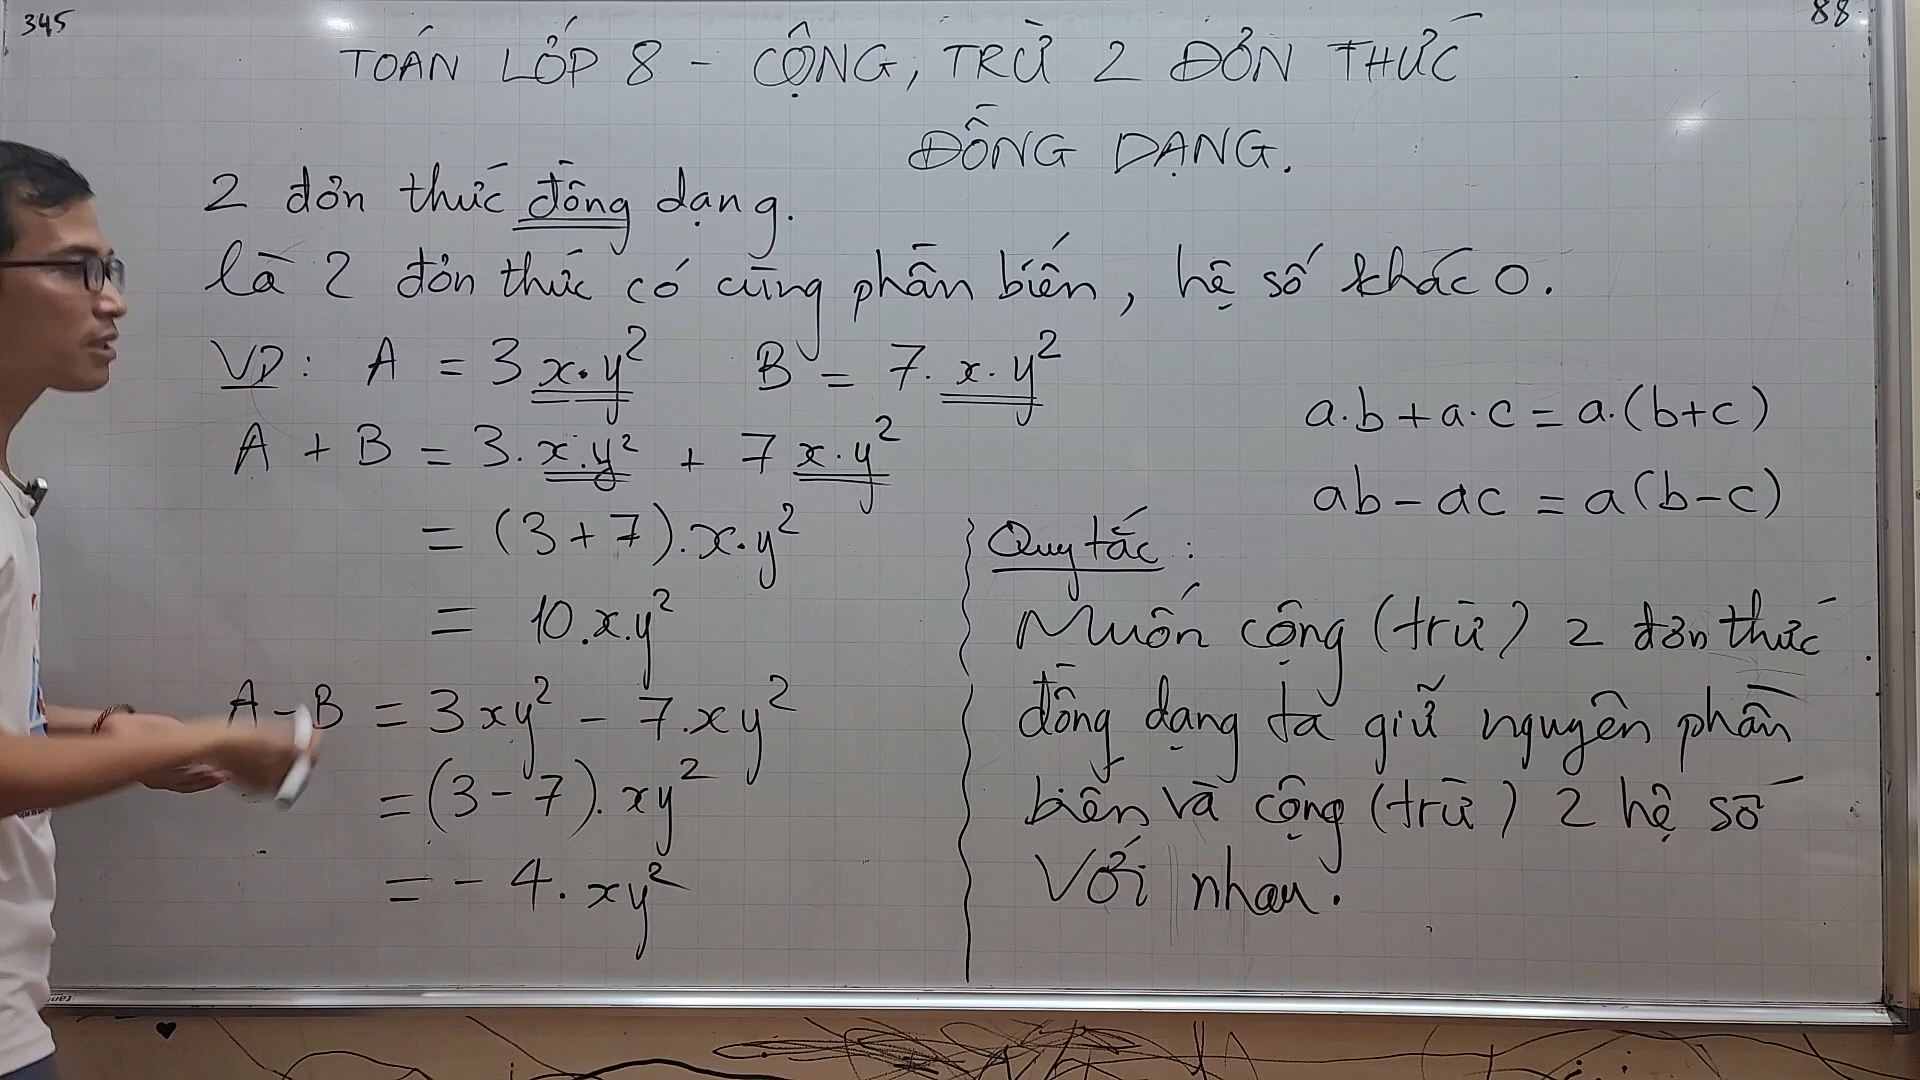 345
88
TOÁN LỚP 8 - CỘNG, TRỪ 2 ĐƠN THỨC
ĐỒNG DẠNG.
2 đơn thức đồng dạng.
là 2 đơn thức có cùng phần biến, hệ số khác 0.
VD: A = 3 x.y² B = 7. x. y²
A + B = 3. x.y² + 7 x.y²
= (3+7).x.y²
= 10.x.y²
A - B = 3xy² - 7.xy²
= (3-7). xy²
= - 4. xy²
a.b + a.c = a.(b+c)
ab - ac = a(b-c)
Quy tắc :
Muốn cộng (trừ) 2 đơn thức
đồng dạng ta giữ nguyên phần
biến và cộng (trừ) 2 hệ số
với nhau.